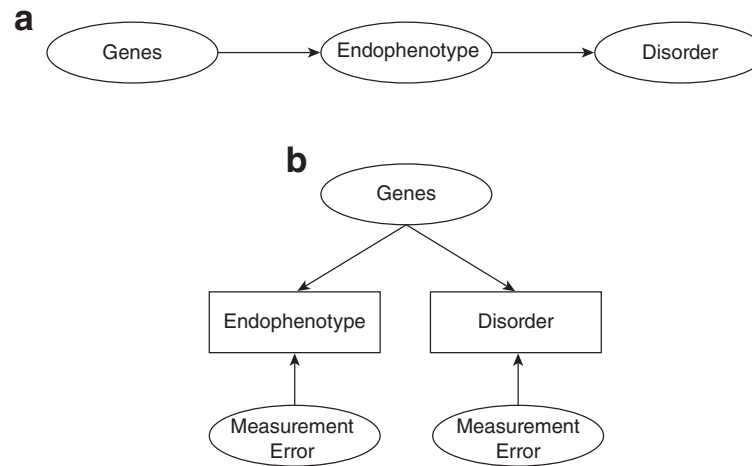 a
Genes
Endophenotype
Disorder
b
Genes
Endophenotype
Disorder
Measurement
Error
Measurement
Error